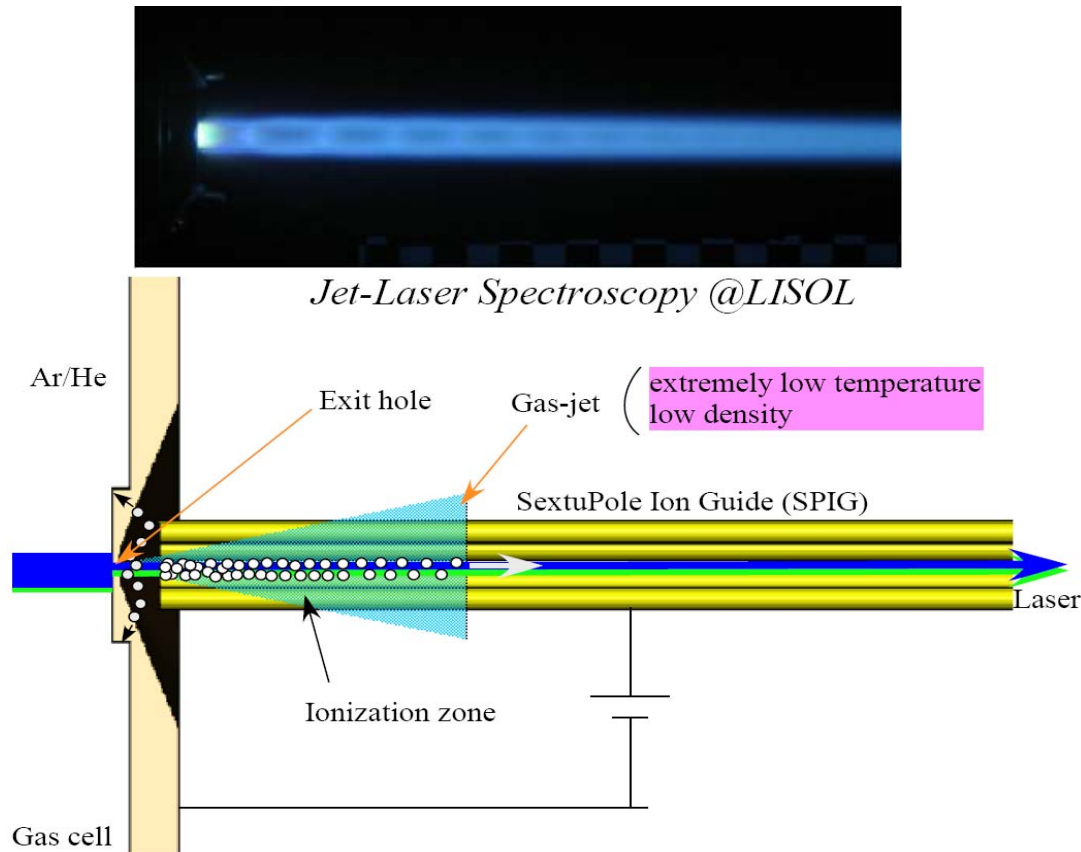 Jet-Laser Spectroscopy @LISOL
Ar/He
Exit hole
Gas-jet
extremely low temperature
low density
SextuPole Ion Guide (SPIG)
Laser
Ionization zone
Gas cell